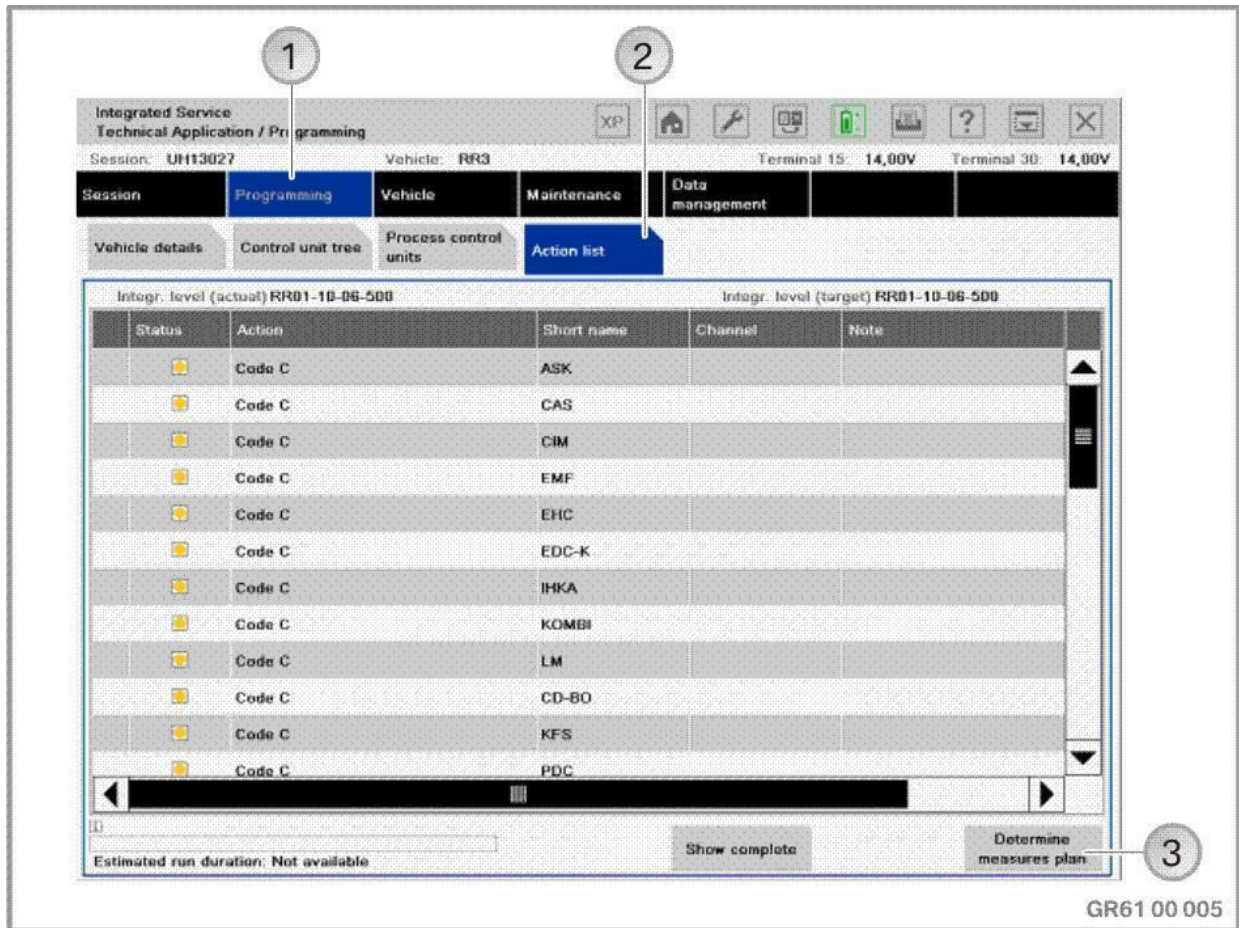 1
2
Integrated Service
Technical Application / Programming
XP
?
Session: UH13027
Vehicle: RR3
Terminal 15: 14,00V
Terminal 30: 14,00V
Session
Programming
Vehicle
Maintenance
Data
management
Vehicle details
Control unit tree
Process control
units
Action list
Integr. level (actual) RR01-10-06-500
Integr. level (target) RR01-10-06-500
Status Action Short name Channel Note
Code C ASK
Code C CAS
Code C CIM
Code C EMF
Code C EHC
Code C EDC-K
Code C IHKA
Code C KOMBI
Code C LM
Code C CD-BO
Code C KFS
Code C PDC
Estimated run duration: Not available
Show complete
Determine
measures plan
3
GR61 00 005